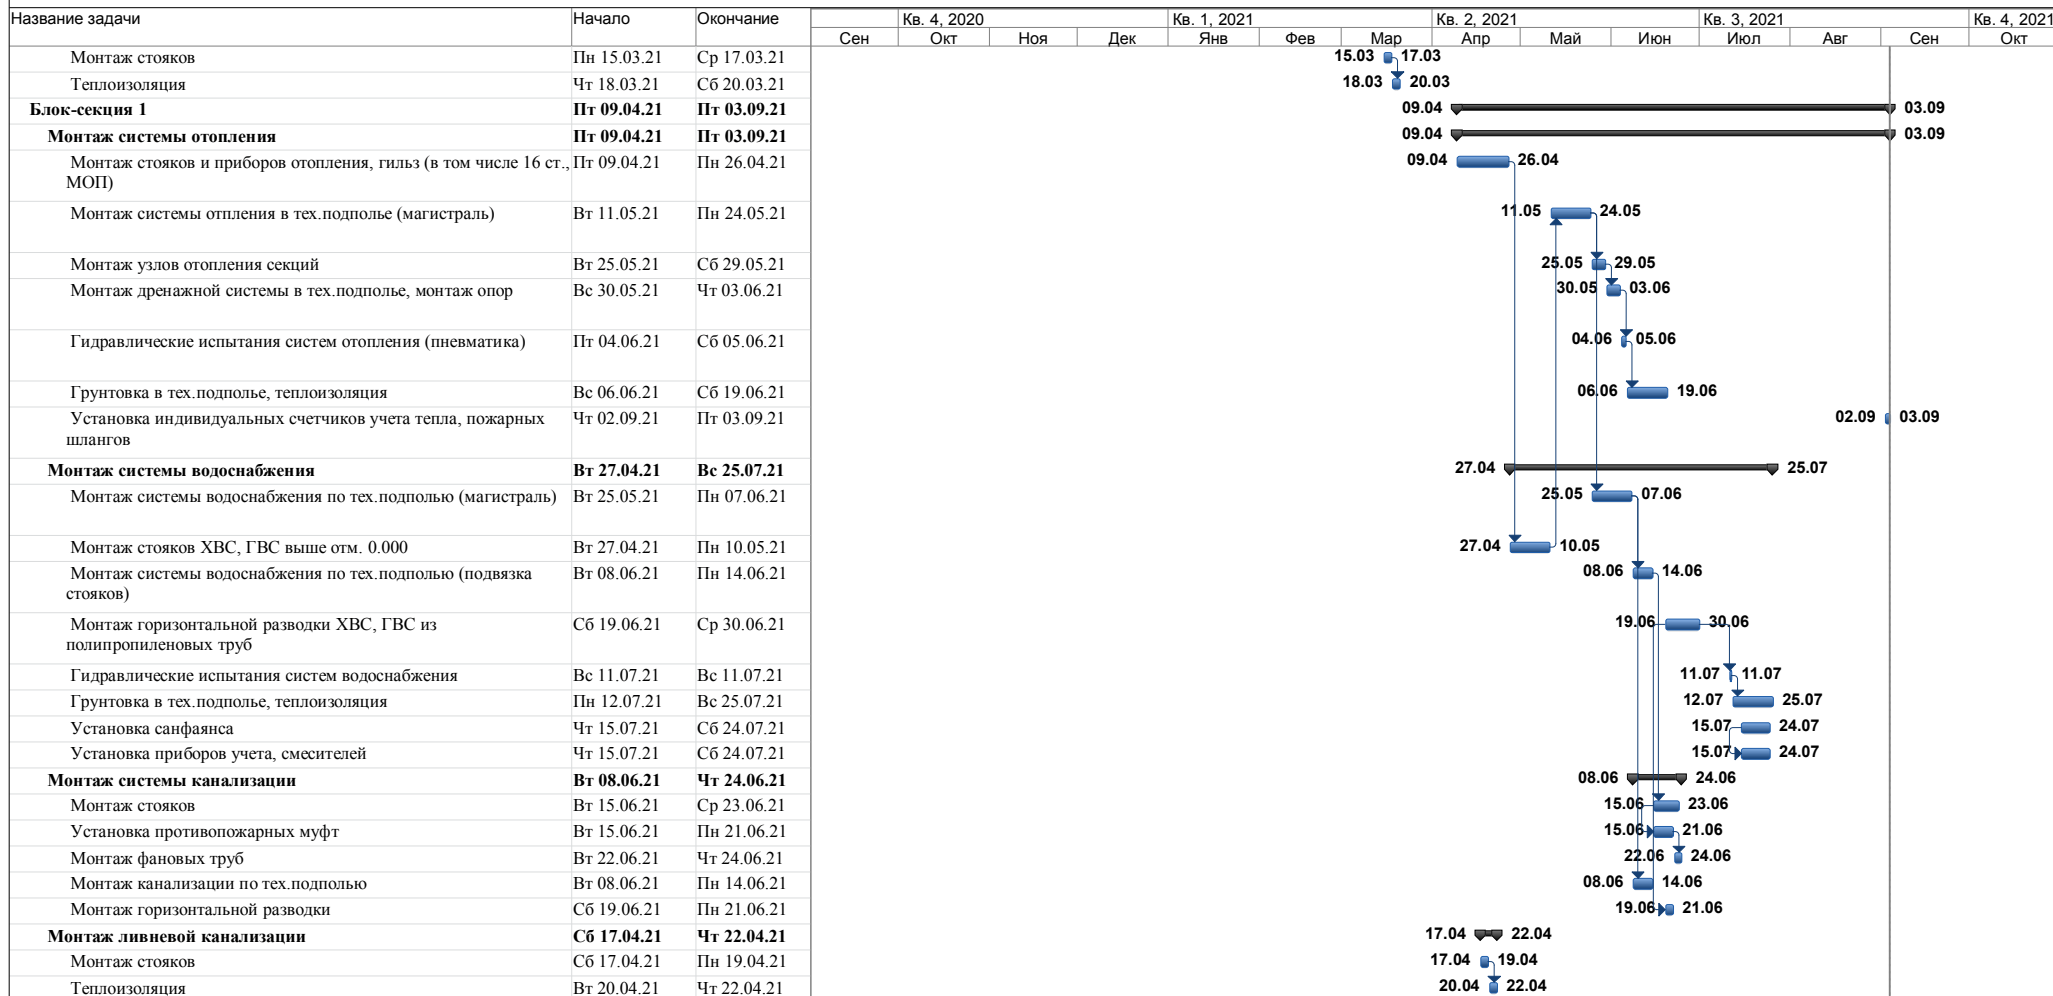 Название задачи Начало Окончание Кв. 4, 2020 Кв. 1, 2021 Кв. 2, 2021 Кв. 3, 2021 Кв. 4, 2021
Сен Окт Ноя Дек Янв Фев Мар Апр Май Июн Июл Авг Сен Окт
Монтаж стояков Пн 15.03.21 Ср 17.03.21 15.03 17.03
Теплоизоляция Чт 18.03.21 Сб 20.03.21 18.03 20.03
Блок-секция 1 Пт 09.04.21 Пт 03.09.21 09.04 03.09
Монтаж системы отопления Пт 09.04.21 Пт 03.09.21 09.04 03.09
Монтаж стояков и приборов отопления, гильз (в том числе 16 ст., Пт 09.04.21 Пн 26.04.21 09.04 26.04
МОП)
Монтаж системы отпления в тех.подполье (магистраль) Вт 11.05.21 Пн 24.05.21 11.05 24.05
Монтаж узлов отопления секций Вт 25.05.21 Сб 29.05.21 25.05 29.05
Монтаж дренажной системы в тех.подполье, монтаж опор Вс 30.05.21 Чт 03.06.21 30.05 03.06
Гидравлические испытания систем отопления (пневматика) Пт 04.06.21 Сб 05.06.21 04.06 05.06
Грунтовка в тех.подполье, теплоизоляция Вс 06.06.21 Сб 19.06.21 06.06 19.06
Установка индивидуальных счетчиков учета тепла, пожарных Чт 02.09.21 Пт 03.09.21 02.09 03.09
шлангов
Монтаж системы водоснабжения Вт 27.04.21 Вс 25.07.21 27.04 25.07
Монтаж системы водоснабжения по тех.подполью (магистраль) Вт 25.05.21 Пн 07.06.21 25.05 07.06
Монтаж стояков ХВС, ГВС выше отм. 0.000 Вт 27.04.21 Пн 10.05.21 27.04 10.05
Монтаж системы водоснабжения по тех.подполью (подвязка Вт 08.06.21 Пн 14.06.21 08.06 14.06
стояков)
Монтаж горизонтальной разводки ХВС, ГВС из Сб 19.06.21 Ср 30.06.21 19.06 30.06
полипропиленовых труб
Гидравлические испытания систем водоснабжения Вс 11.07.21 Вс 11.07.21 11.07 11.07
Грунтовка в тех.подполье, теплоизоляция Пн 12.07.21 Вс 25.07.21 12.07 25.07
Установка санфаянса Чт 15.07.21 Сб 24.07.21 15.07 24.07
Установка приборов учета, смесителей Чт 15.07.21 Сб 24.07.21 15.07 24.07
Монтаж системы канализации Вт 08.06.21 Чт 24.06.21 08.06 24.06
Монтаж стояков Вт 15.06.21 Ср 23.06.21 15.06 23.06
Установка противопожарных муфт Вт 15.06.21 Пн 21.06.21 15.06 21.06
Монтаж фановых труб Вт 22.06.21 Чт 24.06.21 22.06 24.06
Монтаж канализации по тех.подполью Вт 08.06.21 Пн 14.06.21 08.06 14.06
Монтаж горизонтальной разводки Сб 19.06.21 Пн 21.06.21 19.06 21.06
Монтаж ливневой канализации Сб 17.04.21 Чт 22.04.21 17.04 22.04
Монтаж стояков Сб 17.04.21 Пн 19.04.21 17.04 19.04
Теплоизоляция Вт 20.04.21 Чт 22.04.21 20.04 22.04